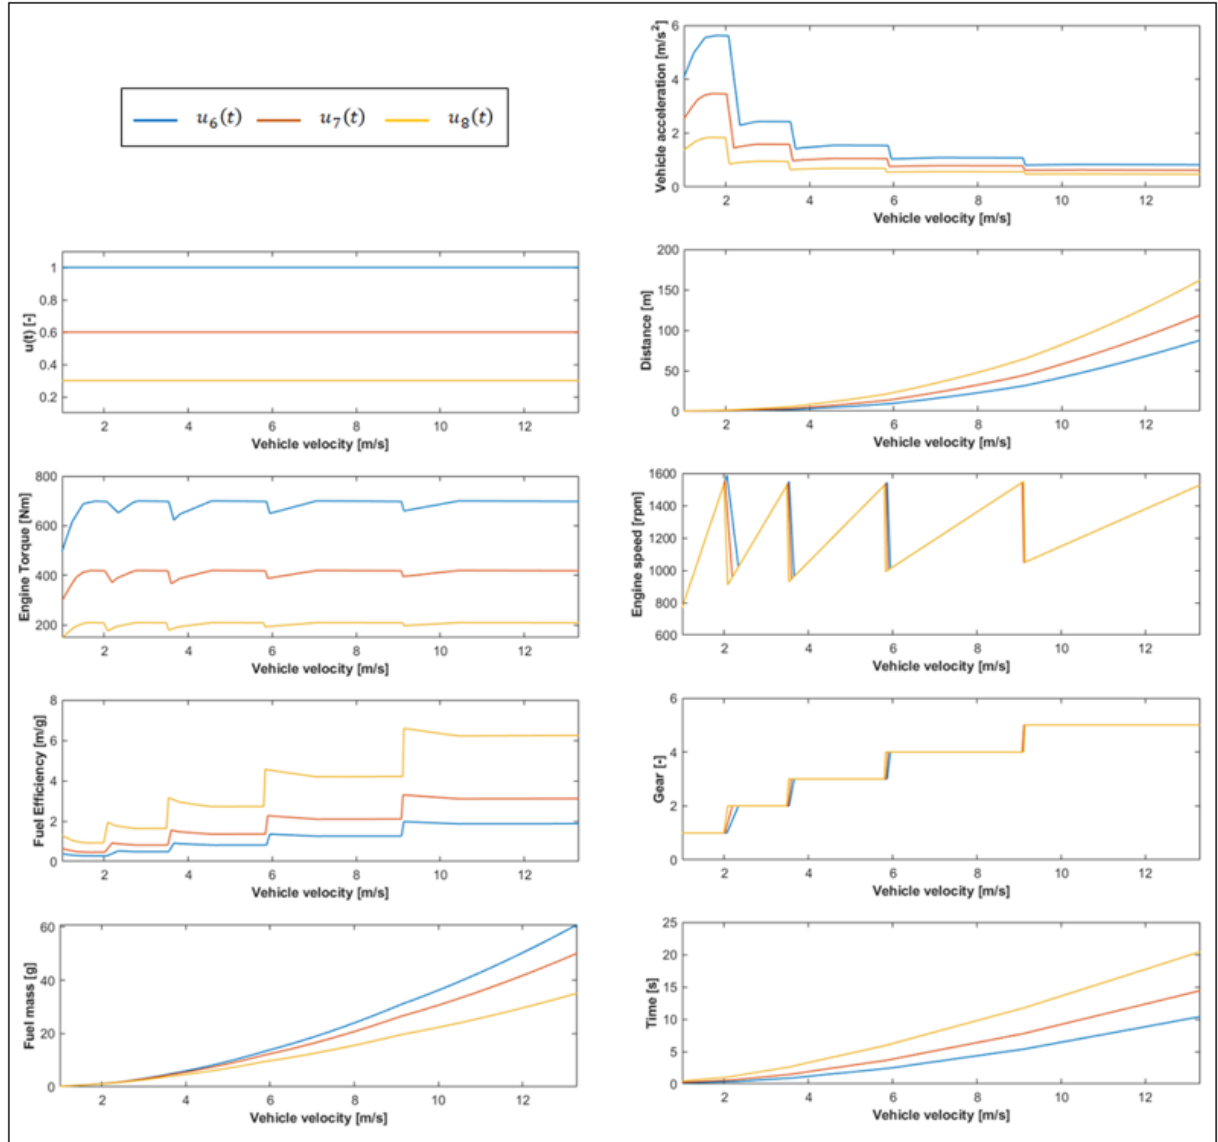 u₆(t) u₇(t) u₈(t)
6
4
2
0
Vehicle acceleration [m/s²]
2 4 6 8 10 12
Vehicle velocity [m/s]
1
0.8
0.6
0.4
0.2
u(t) [-]
2 4 6 8 10 12
Vehicle velocity [m/s]
200
150
100
50
0
Distance [m]
2 4 6 8 10 12
Vehicle velocity [m/s]
800
600
400
200
Engine Torque [Nm]
2 4 6 8 10 12
Vehicle velocity [m/s]
1600
1400
1200
1000
800
600
Engine speed [rpm]
2 4 6 8 10 12
Vehicle velocity [m/s]
8
6
4
2
0
Fuel Efficiency [m/g]
2 4 6 8 10 12
Vehicle velocity [m/s]
6
4
2
0
Gear [-]
2 4 6 8 10 12
Vehicle velocity [m/s]
60
40
20
0
Fuel mass [g]
2 4 6 8 10 12
Vehicle velocity [m/s]
25
20
15
10
5
0
Time [s]
2 4 6 8 10 12
Vehicle velocity [m/s]